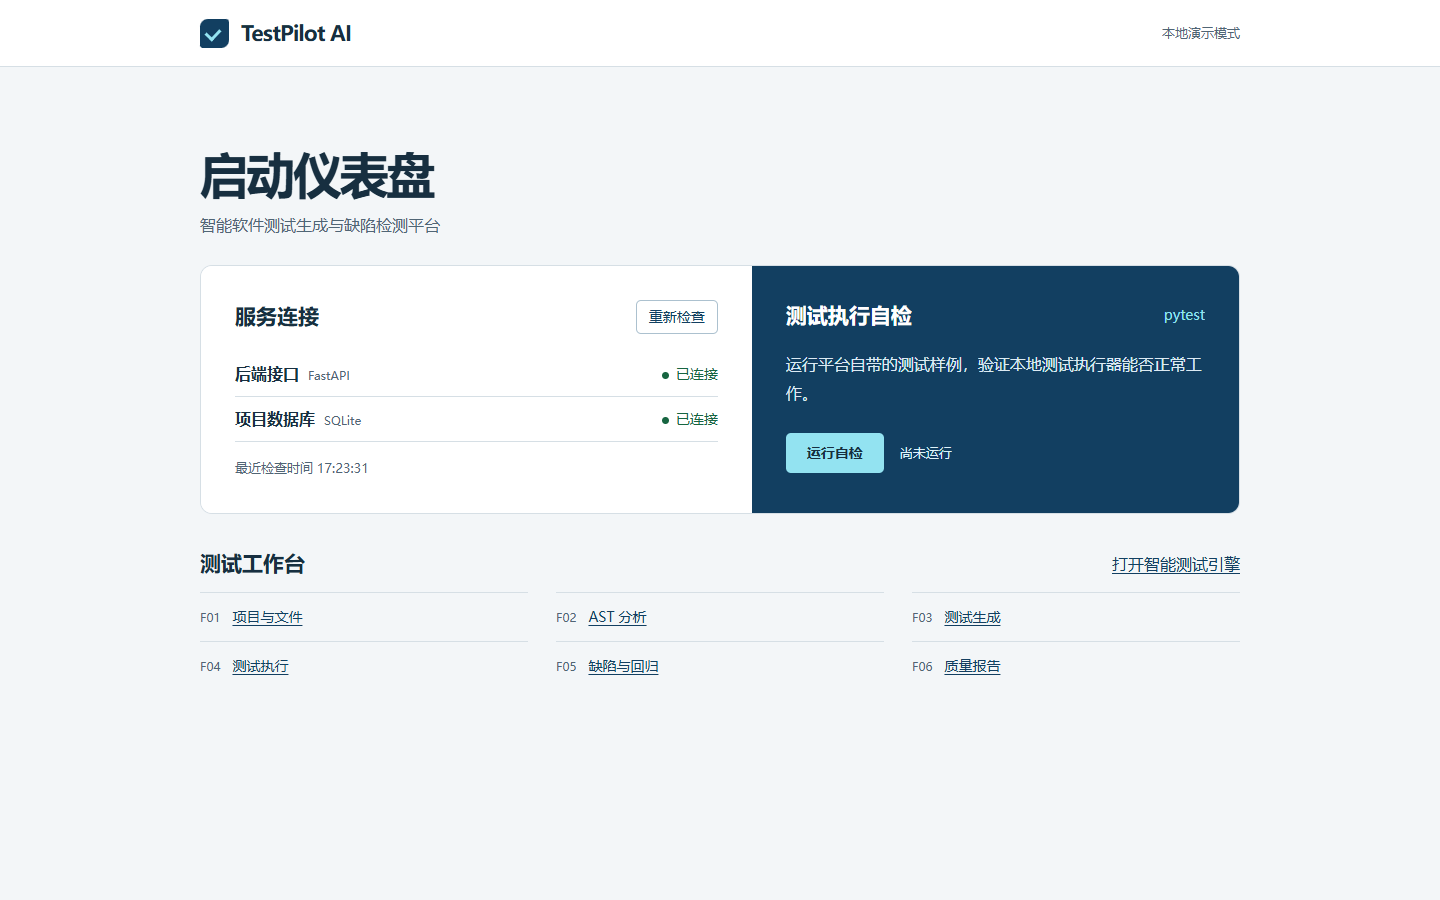 TestPilot AI
本地演示模式
启动仪表盘
智能软件测试生成与缺陷检测平台
服务连接
重新检查
后端接口 FastAPI
已连接
项目数据库 SQLite
已连接
最近检查时间 17:23:31
测试执行自检
pytest
运行平台自带的测试样例，验证本地测试执行器能否正常工
作。
运行自检
尚未运行
测试工作台
打开智能测试引擎
F01 项目与文件
F02 AST 分析
F03 测试生成
F04 测试执行
F05 缺陷与回归
F06 质量报告